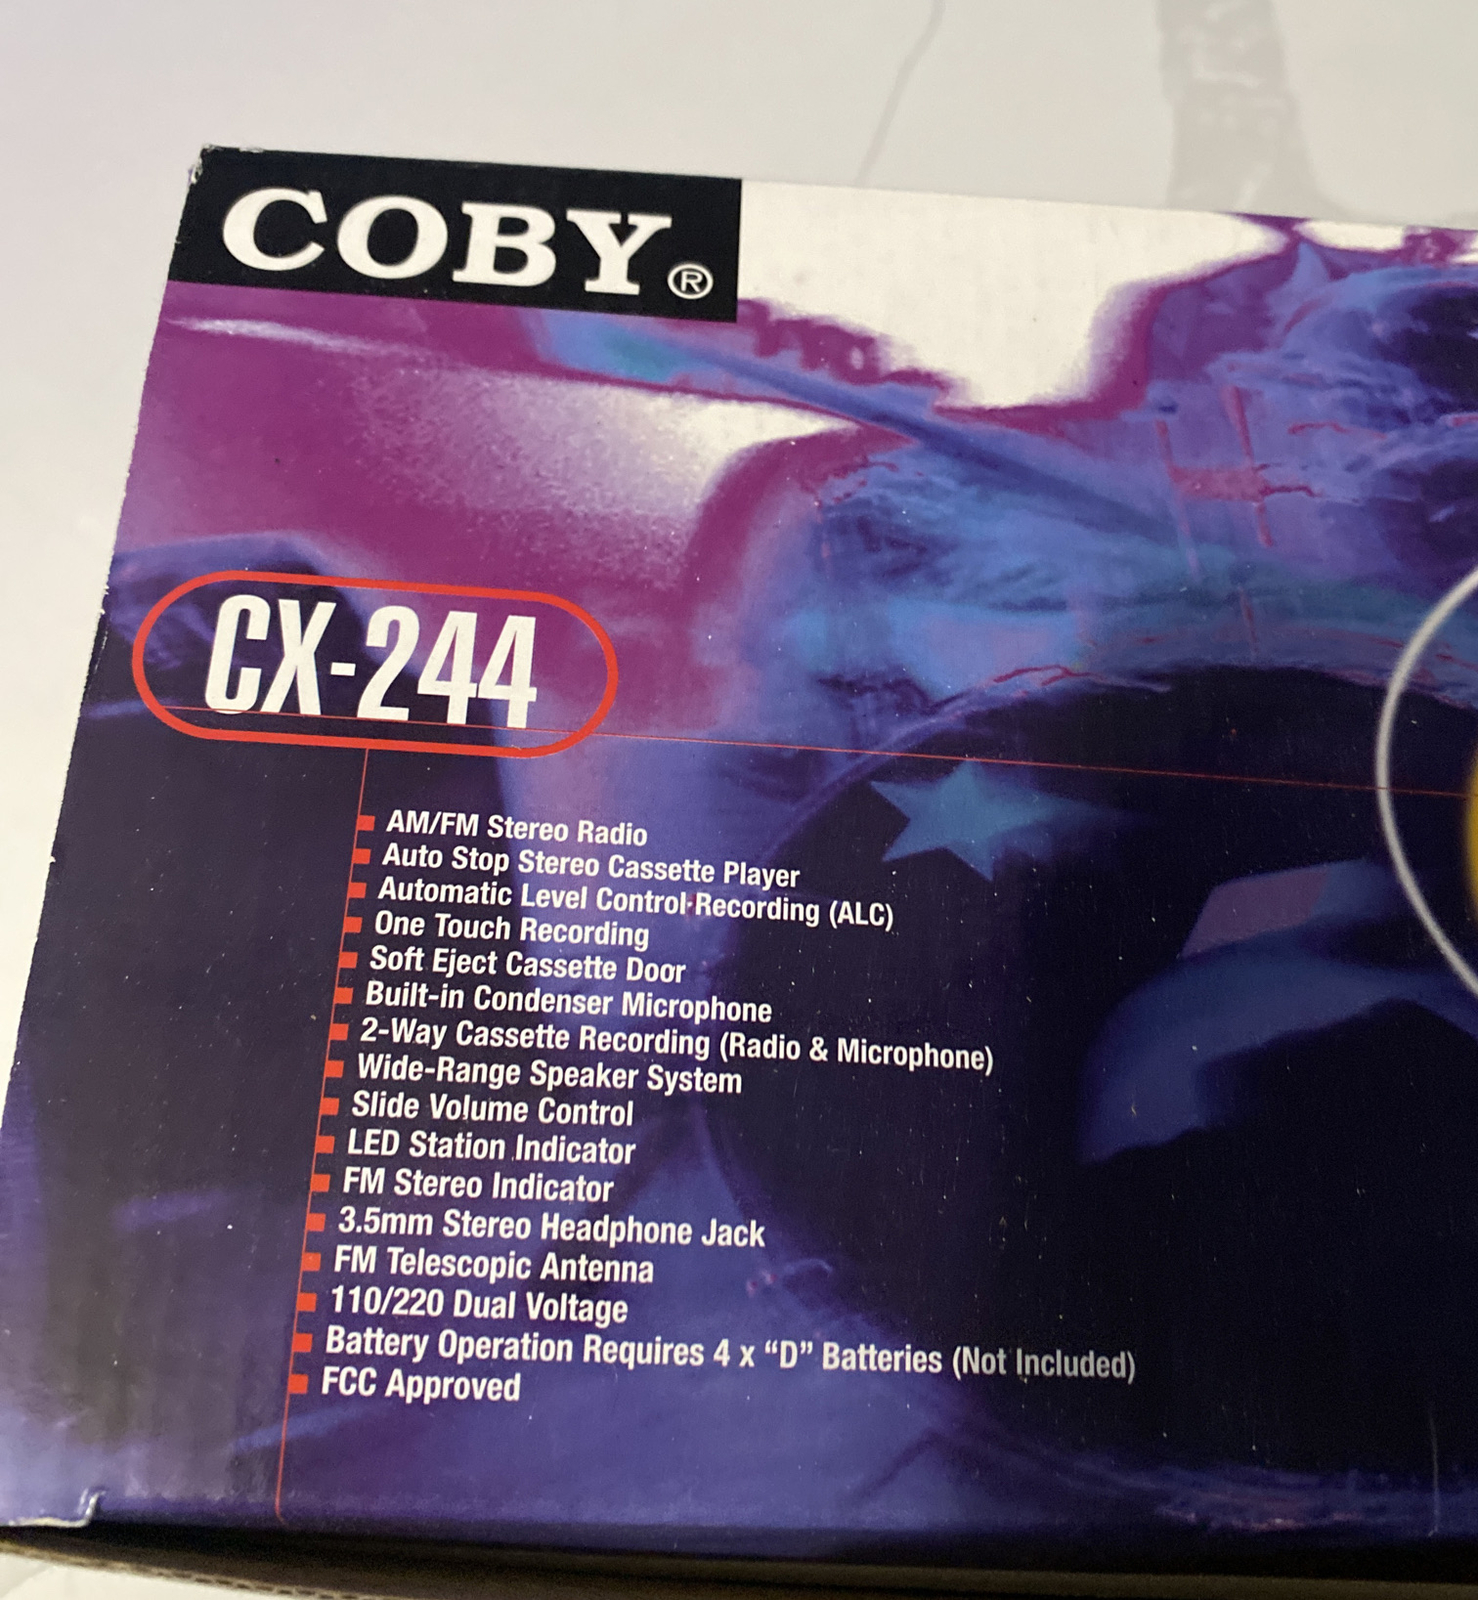 COBY®
CX-244
AM/FM Stereo Radio
Auto Stop Stereo Cassette Player
Automatic Level Control Recording (ALC)
One Touch Recording
Soft Eject Cassette Door
Built-in Condenser Microphone
2-Way Cassette Recording (Radio & Microphone)
Wide-Range Speaker System
Slide Volume Control
LED Station Indicator
FM Stereo Indicator
3.5mm Stereo Headphone Jack
FM Telescopic Antenna
110/220 Dual Voltage
Battery Operation Requires 4 x “D” Batteries (Not Included)
FCC Approved